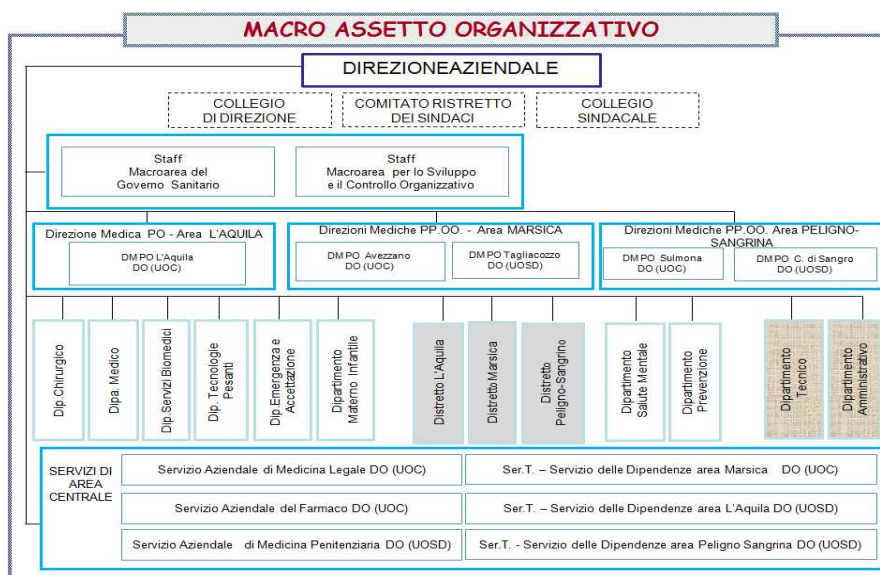 MACRO ASSETTO ORGANIZZATIVO
DIREZIONEAZIENDALE
COLLEGIO
DI DIREZIONE
COMITATO RISTRETTO
DEI SINDACI
COLLEGIO
SINDACALE
Staff
Macroarea del
Governo Sanitario
Staff
Macroarea per lo Sviluppo
e il Controllo Organizzativo
Direzione Medica PO - Area L'AQUILA
DM PO L'Aquila
DO (UOC)
Direzioni Mediche PP.OO. - Area MARSICA
DM PO Avezzano
DO (UOC)
DM PO Tagliacozzo
DO (UOSD)
Direzioni Mediche PP.OO. Area PELIGNO-
SANGRINA
DM PO Sulmona
DO (UOC)
DM PO C. di Sangro
DO (UOSD)
Dip.Chirurgico
Dipa. Medico
Dip.Servizi Biomedici
Dip. Tecnologie
Pesanti
Dip.Emergenza e
Accettazione
Dipartimento
Materno Infantile
Distretto L'Aquila
Distretto Marsica
Distretto
Peligno-Sangrino
Dipartimento
Salute Mentale
Dipartimento
Prevenzione
Dipartimento
Tecnico
Dipartimento
Amministrativo
SERVIZI DI
AREA
CENTRALE
Servizio Aziendale di Medicina Legale DO (UOC)
Ser.T. – Servizio delle Dipendenze area Marsica DO (UOC)
Servizio Aziendale del Farmaco DO (UOC)
Ser.T. – Servizio delle Dipendenze area L'Aquila DO (UOSD)
Servizio Aziendale di Medicina Penitenziaria DO (UOSD)
Ser.T. - Servizio delle Dipendenze area Peligno Sangrina DO (UOSD)